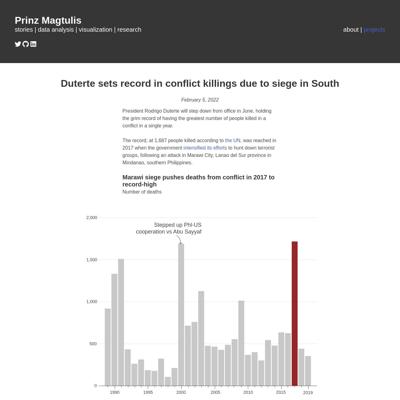 Prinz Magtulis
stories | data analysis | visualization | research
about | projects
Duterte sets record in conflict killings due to siege in South
February 5, 2022
President Rodrigo Duterte will step down from office in June, holding
the grim record of having the greatest number of people killed in a
conflict in a single year.
The record, at 1,687 people killed according to the UN, was reached in
2017 when the government intensified its efforts to hunt down terrorist
groups, following an attack in Marawi City, Lanao del Sur province in
Mindanao, southern Philippines.
Marawi siege pushes deaths from conflict in 2017 to
record-high
Number of deaths
2,000
Stepped up Phl-US
cooperation vs Abu Sayyaf
1,500
1,000
500
0
1990 1995 2000 2005 2010 2015 2019